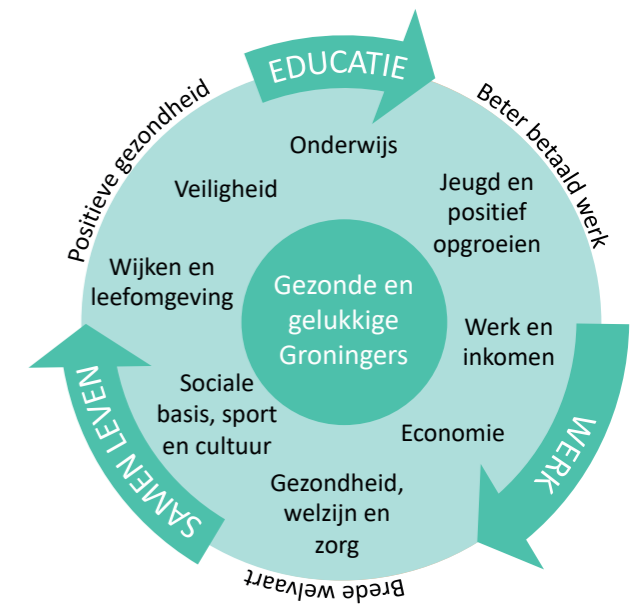 EDUCATIE
Positieve gezondheid
Beter betaald werk
Onderwijs
Veiligheid
Jeugd en
positief
opgroeien
Wijken en
leefomgeving
Gezonde en
gelukkige
Groningers
Werk en
inkomen
Sociale
basis, sport
en cultuur
Economie
Gezondheid,
welzijn en
zorg
SAMEN LEVEN
WERK
Brede welvaart